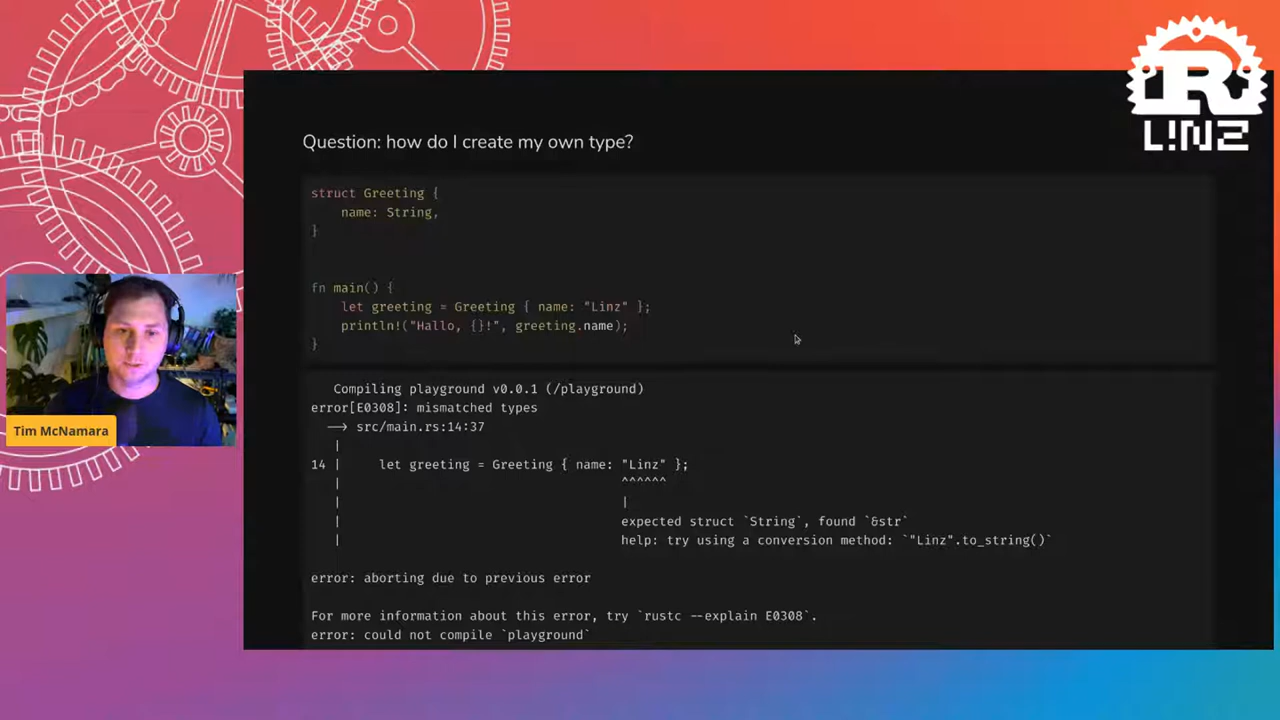 R
L!NZ
Question: how do I create my own type?
struct Greeting {
    name: String,
}
fn main() {
    let greeting = Greeting { name: "Linz" };
    println!("Hallo, {}!", greeting.name);
}
Tim McNamara
   Compiling playground v0.0.1 (/playground)
error[E0308]: mismatched types
  --> src/main.rs:14:37
   |
14 |     let greeting = Greeting { name: "Linz" };
   |                                     ^^^^^^
   |                                     |
   |                                     expected struct `String`, found `&str`
   |                                     help: try using a conversion method: `"Linz".to_string()`
error: aborting due to previous error
For more information about this error, try `rustc --explain E0308`.
error: could not compile `playground`